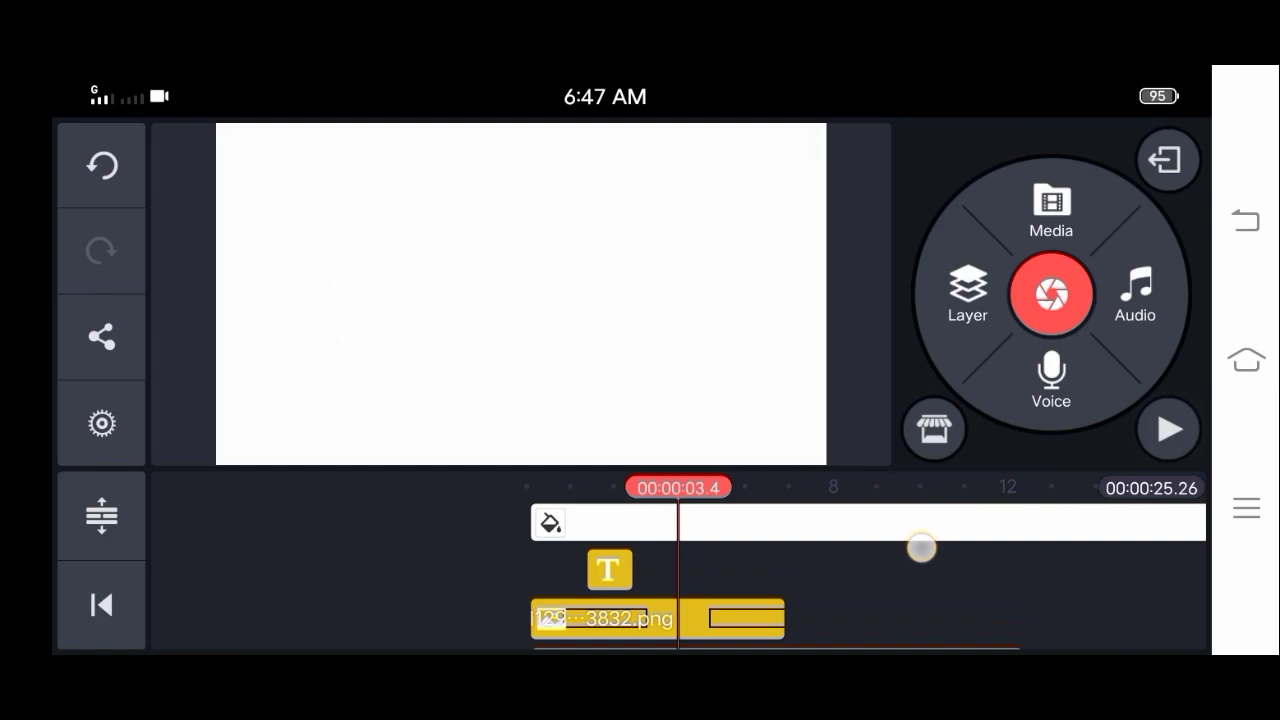 G
6:47 AM
95
Media
Layer
Audio
Voice
00:00:03.4
8
12
00:00:25.26
T
129···3832.png